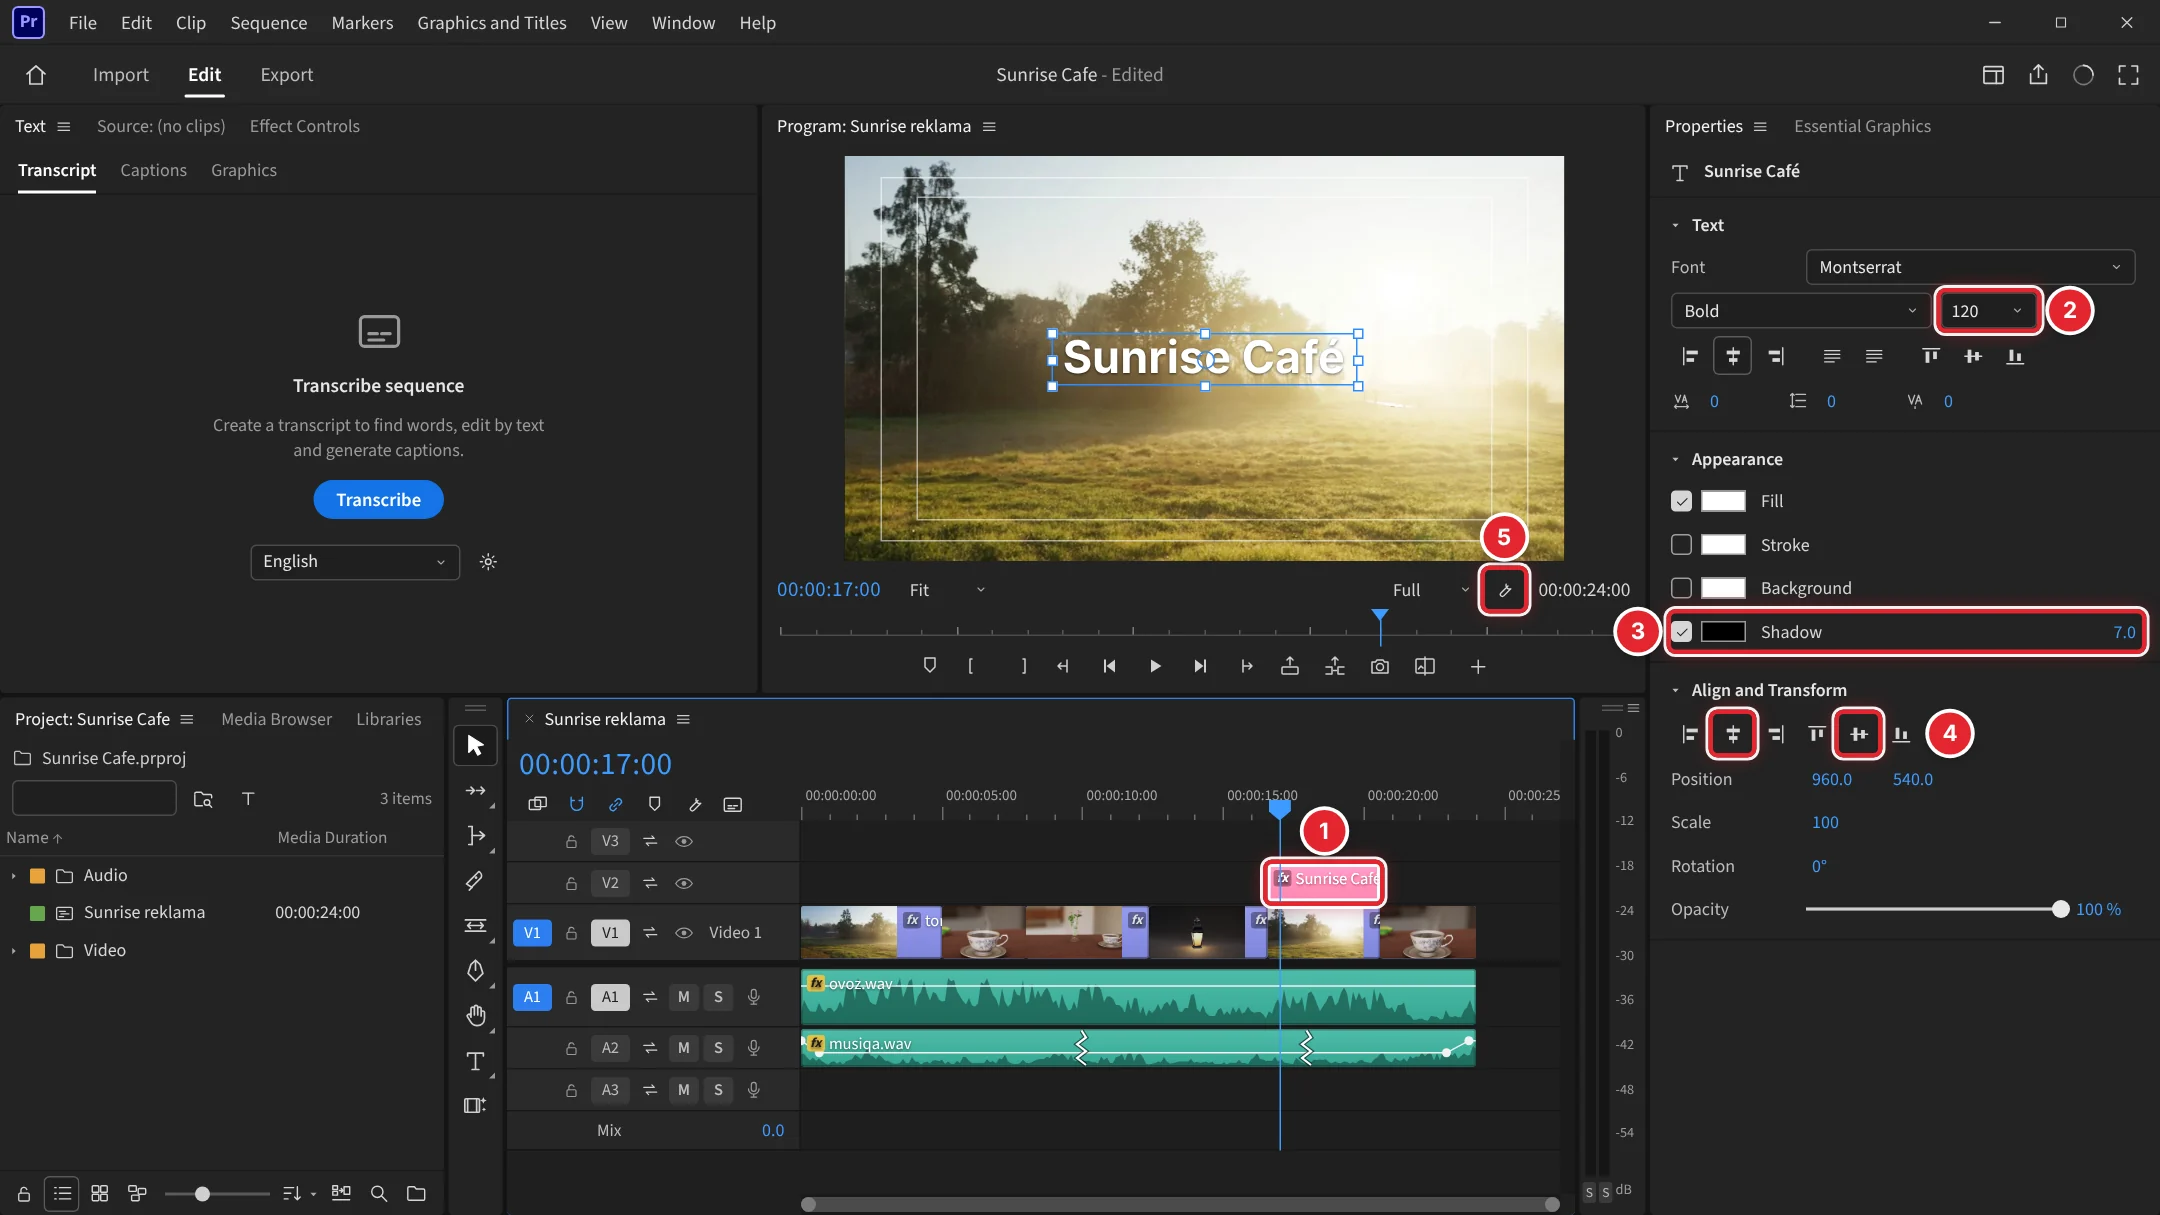 Pr File Edit Clip Sequence Markers Graphics and Titles View Window Help
Import Edit Export
Sunrise Cafe - Edited
Text Source: (no clips) Effect Controls
Transcript Captions Graphics
Transcribe sequence
Create a transcript to find words, edit by text
and generate captions.
Transcribe
English
Program: Sunrise reklama
Sunrise Café
5
00:00:17:00 Fit Full 00:00:24:00
Properties Essential Graphics
Sunrise Café
Text
Font Montserrat
Bold 120 2
0 0 0
Appearance
Fill
Stroke
Background
3 Shadow 7.0
Align and Transform
4
Position 960.0 540.0
Scale 100
Rotation 0°
Opacity 100 %
Project: Sunrise Cafe Media Browser Libraries
Sunrise Cafe.prproj
3 items
Name Media Duration
Audio
Sunrise reklama 00:00:24:00
Video
Sunrise reklama
00:00:17:00
00:00:00:00 00:00:05:00 00:00:10:00 00:00:15:00 00:00:20:00 00:00:25
1
V3
V2 fx Sunrise Café
V1 V1 Video 1 fx fx fx
A1 A1 M S fx ovoz.wav
A2 M S fx musiqa.wav
A3 M S
Mix 0.0
0
-6
-12
-18
-24
-30
-36
-42
-48
-54
S S dB